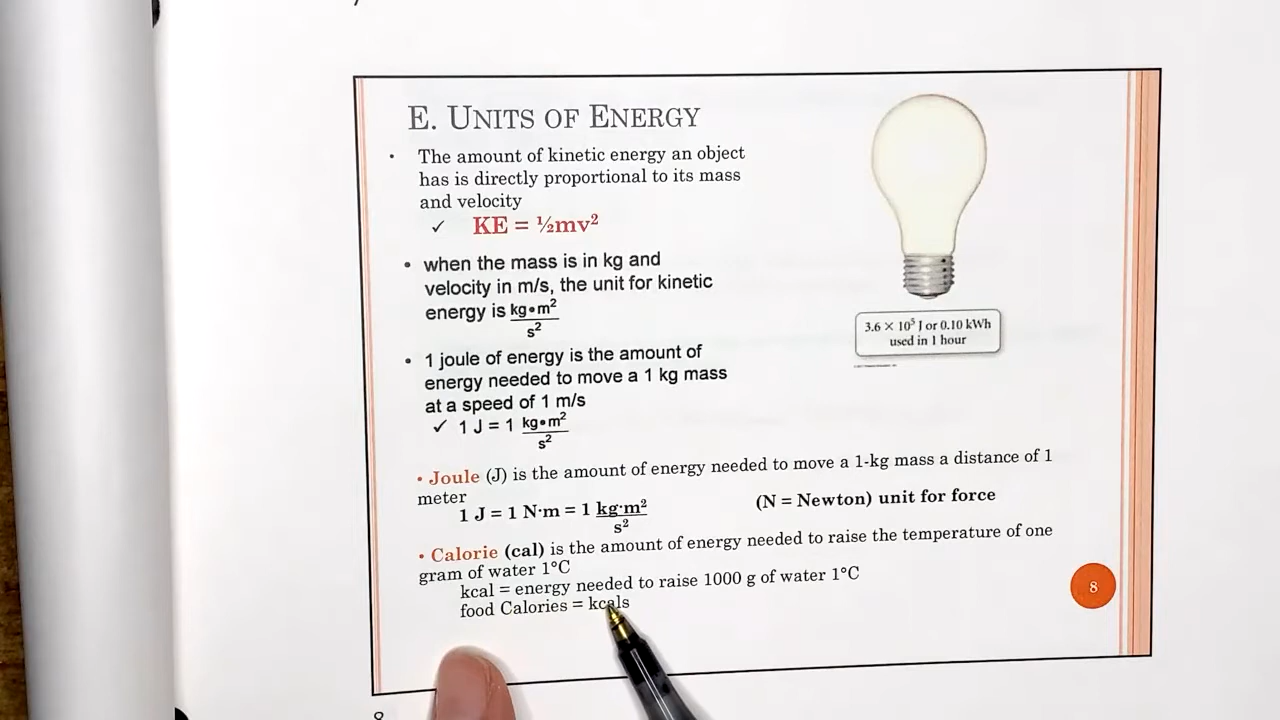 E. UNITS OF ENERGY
• The amount of kinetic energy an object
has is directly proportional to its mass
and velocity
✓ KE = ½mv²
• when the mass is in kg and
velocity in m/s, the unit for kinetic
energy is kg•m²/s²
• 1 joule of energy is the amount of
energy needed to move a 1 kg mass
at a speed of 1 m/s
✓ 1 J = 1 kg•m²/s²
3.6 × 10⁵ J or 0.10 kWh
used in 1 hour
• Joule (J) is the amount of energy needed to move a 1-kg mass a distance of 1
meter
1 J = 1 N·m = 1 kg·m²/s² (N = Newton) unit for force
• Calorie (cal) is the amount of energy needed to raise the temperature of one
gram of water 1°C
kcal = energy needed to raise 1000 g of water 1°C
food Calories = kcals
8